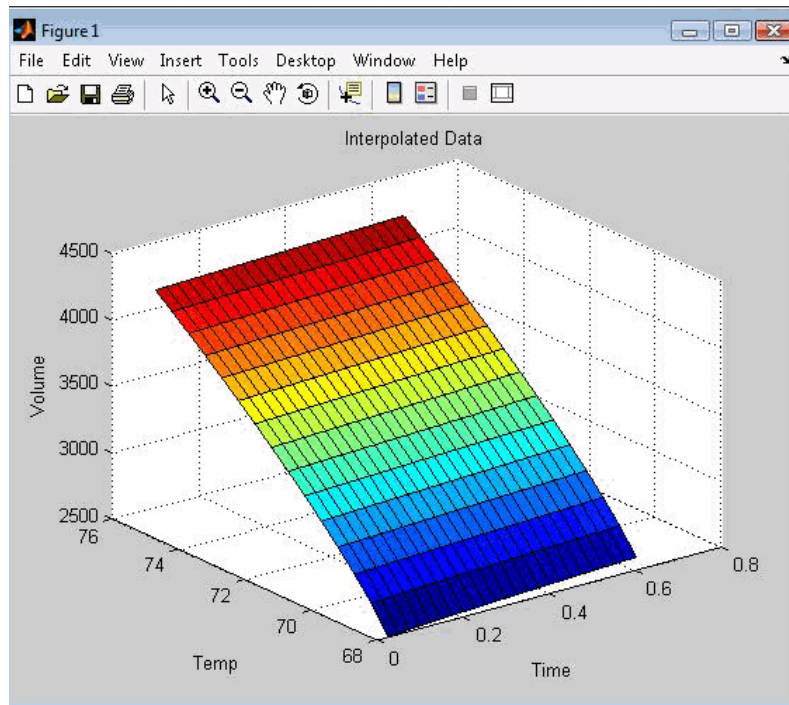 Figure 1
File Edit View Insert Tools Desktop Window Help
Interpolated Data
4500
4000
3500
3000
2500
Volume
76
74
72
70
68
Temp
0
0.2
0.4
0.6
0.8
Time